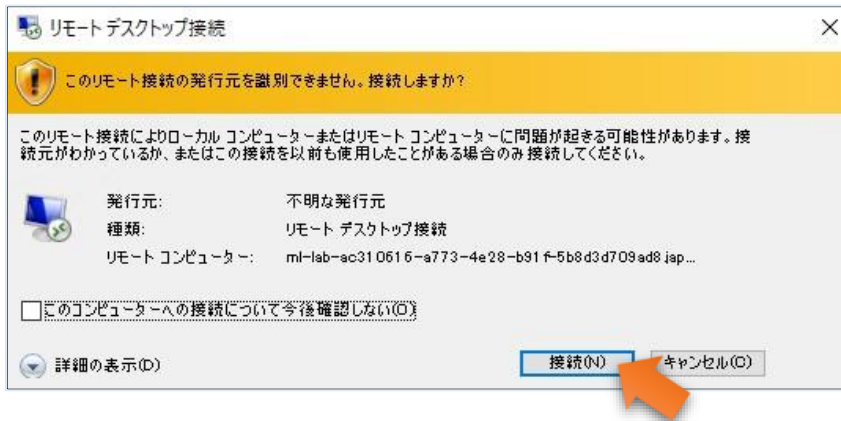 リモート デスクトップ接続
このリモート接続の発行元を識別できません。接続しますか?
このリモート接続によりローカル コンピューターまたはリモート コンピューターに問題が起きる可能性があります。接
続元がわかっているか、またはこの接続を以前も使用したことがある場合のみ接続してください。
発行元: 不明な発行元
種類: リモート デスクトップ接続
リモート コンピューター: ml-lab-ac310616-a773-4e28-b91f-5b8d3d709ad8.jap...
このコンピューターへの接続について今後確認しない(O)
詳細の表示(D) 接続(N) キャンセル(C)